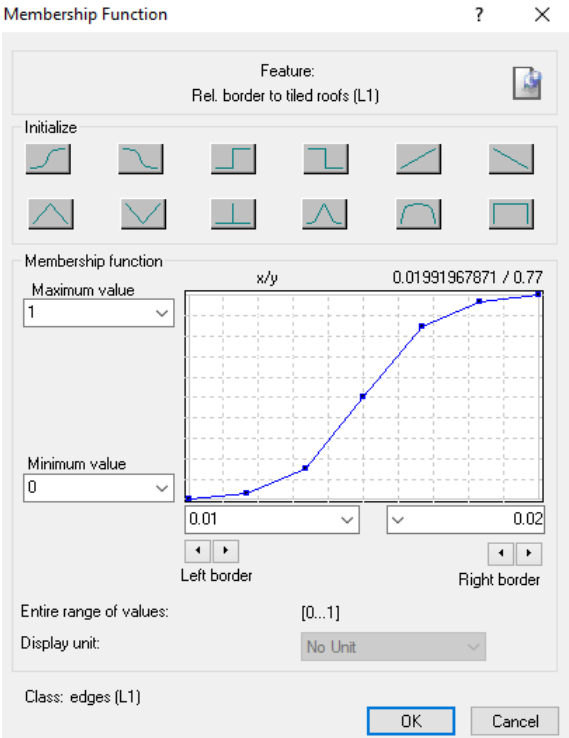 Membership Function ?
Feature:
Rel. border to tiled roofs (L1)
Initialize
Membership function
x/y 0.01991967871 / 0.77
Maximum value
1
Minimum value
0
0.01 0.02
Left border Right border
Entire range of values: [0...1]
Display unit: No Unit
Class: edges (L1)
OK Cancel